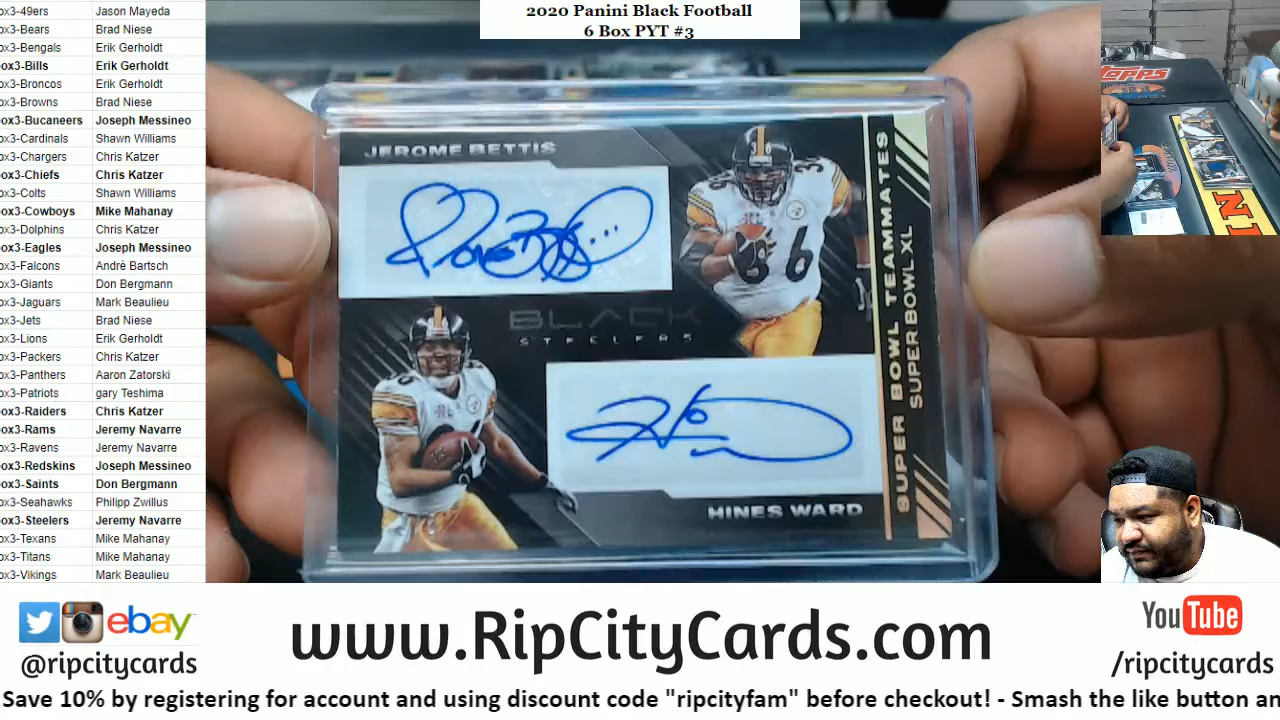 2020 Panini Black Football
6 Box PYT #3
ox3-49ers Jason Mayeda
ox3-Bears Brad Niese
ox3-Bengals Erik Gerholdt
ox3-Bills Erik Gerholdt
ox3-Broncos Erik Gerholdt
ox3-Browns Brad Niese
ox3-Bucaneers Joseph Messineo
ox3-Cardinals Shawn Williams
ox3-Chargers Chris Katzer
ox3-Chiefs Chris Katzer
ox3-Colts Shawn Williams
ox3-Cowboys Mike Mahanay
ox3-Dolphins Chris Katzer
ox3-Eagles Joseph Messineo
ox3-Falcons André Bartsch
ox3-Giants Don Bergmann
ox3-Jaguars Mark Beaulieu
ox3-Jets Brad Niese
ox3-Lions Erik Gerholdt
ox3-Packers Chris Katzer
ox3-Panthers Aaron Zatorski
ox3-Patriots gary Teshima
ox3-Raiders Chris Katzer
ox3-Rams Jeremy Navarre
ox3-Ravens Jeremy Navarre
ox3-Redskins Joseph Messineo
ox3-Saints Don Bergmann
ox3-Seahawks Philipp Zwillus
ox3-Steelers Jeremy Navarre
ox3-Texans Mike Mahanay
ox3-Titans Mike Mahanay
ox3-Vikings Mark Beaulieu
JEROME BETTIS
36
36
BLACK
STEELERS
HINES WARD
SUPER BOWL TEAMMATES
SUPER BOWL XL
Topps
NI
ebay
@ripcitycards
www.RipCityCards.com
YouTube
/ripcitycards
Save 10% by registering for account and using discount code "ripcityfam" before checkout! - Smash the like button an